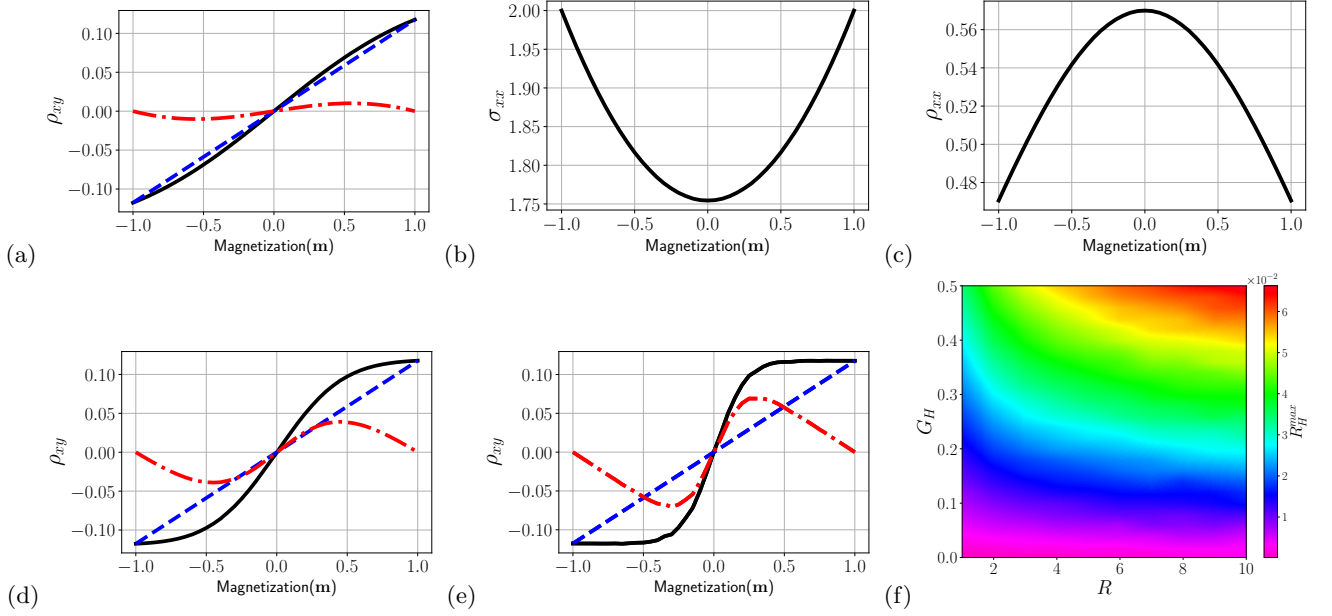 0.10
0.05
0.00
−0.05
−0.10
ρxy
−1.0 −0.5 0.0 0.5 1.0
Magnetization(m)
(a)
2.00
1.95
1.90
1.85
1.80
1.75
σxx
−1.0 −0.5 0.0 0.5 1.0
Magnetization(m)
(b)
0.56
0.54
0.52
0.50
0.48
ρxx
−1.0 −0.5 0.0 0.5 1.0
Magnetization(m)
(c)
0.10
0.05
0.00
−0.05
−0.10
ρxy
−1.0 −0.5 0.0 0.5 1.0
Magnetization(m)
(d)
0.10
0.05
0.00
−0.05
−0.10
ρxy
−1.0 −0.5 0.0 0.5 1.0
Magnetization(m)
(e)
0.5
0.4
0.3
0.2
0.1
0.0
G_H
2 4 6 8 10
R
×10⁻²
6
5
4
3
2
1
R_H^max
(f)